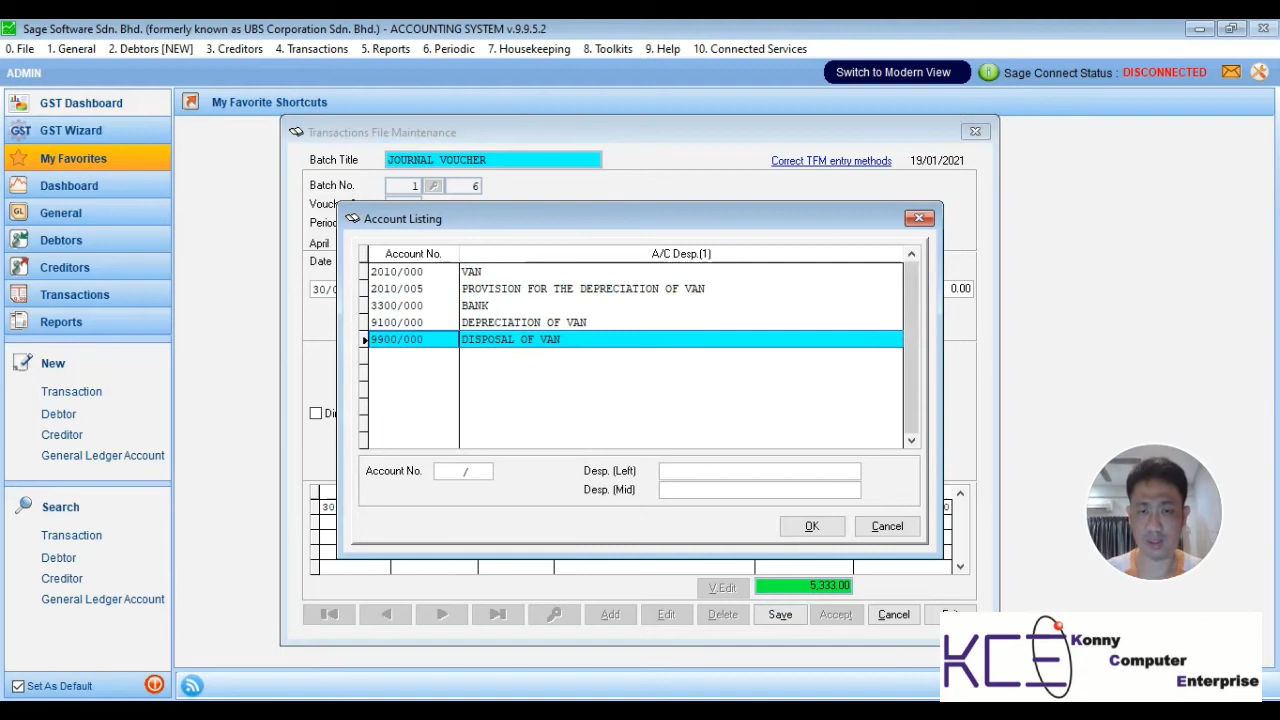 Sage Software Sdn. Bhd. (formerly known as UBS Corporation Sdn. Bhd.) - ACCOUNTING SYSTEM v.9.9.5.2
0. File 1. General 2. Debtors [NEW] 3. Creditors 4. Transactions 5. Reports 6. Periodic 7. Housekeeping 8. Toolkits 9. Help 10. Connected Services
ADMIN
Switch to Modern View
Sage Connect Status : DISCONNECTED
GST Dashboard
GST GST Wizard
My Favorites
Dashboard
GL General
Debtors
Creditors
Transactions
Reports
New
Transaction
Debtor
Creditor
General Ledger Account
Search
Transaction
Debtor
Creditor
General Ledger Account
Set As Default
My Favorite Shortcuts
Transactions File Maintenance
Batch Title JOURNAL VOUCHER
Correct TFM entry methods 19/01/2021
Batch No. 1 6
April
Date
0.00
Account Listing
Account No. A/C Desp.(1)
2010/000 VAN
2010/005 PROVISION FOR THE DEPRECIATION OF VAN
3300/000 BANK
9100/000 DEPRECIATION OF VAN
9900/000 DISPOSAL OF VAN
Account No. /
Desp. (Left)
Desp. (Mid)
OK Cancel
30
V.Edit 5,333.00
Add Edit Delete Save Accept Cancel
KCE Konny
Computer
Enterprise